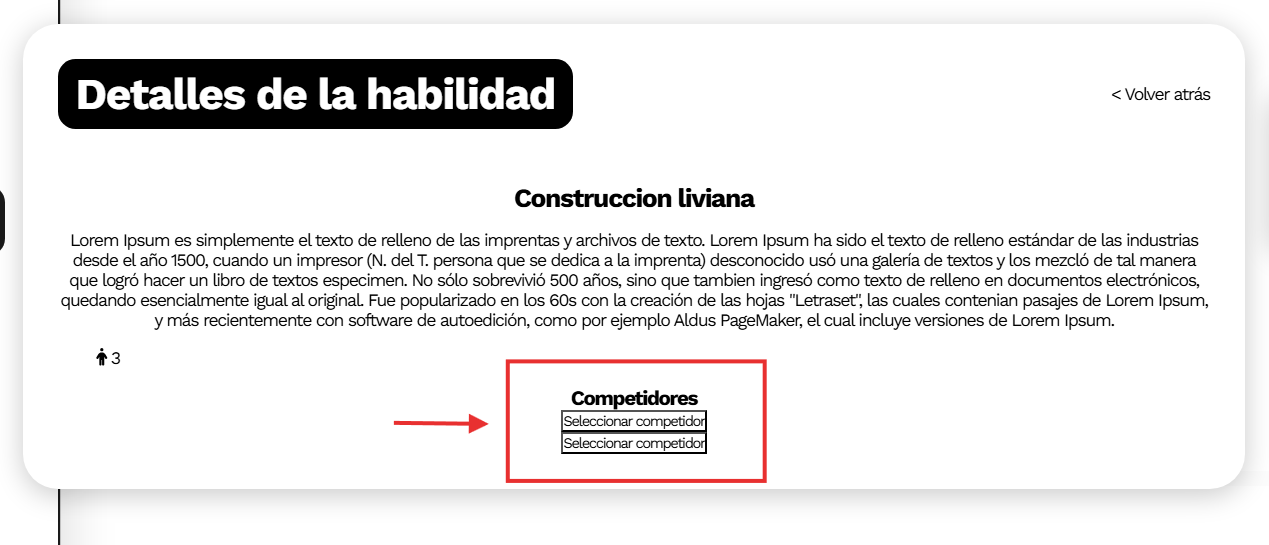 Detalles de la habilidad
< Volver atrás
Construccion liviana
Lorem Ipsum es simplemente el texto de relleno de las imprentas y archivos de texto. Lorem Ipsum ha sido el texto de relleno estándar de las industrias
desde el año 1500, cuando un impresor (N. del T. persona que se dedica a la imprenta) desconocido usó una galería de textos y los mezcló de tal manera
que logró hacer un libro de textos especimen. No sólo sobrevivió 500 años, sino que tambien ingresó como texto de relleno en documentos electrónicos,
quedando esencialmente igual al original. Fue popularizado en los 60s con la creación de las hojas "Letraset", las cuales contenian pasajes de Lorem Ipsum,
y más recientemente con software de autoedición, como por ejemplo Aldus PageMaker, el cual incluye versiones de Lorem Ipsum.
3
Competidores
Seleccionar competidor
Seleccionar competidor